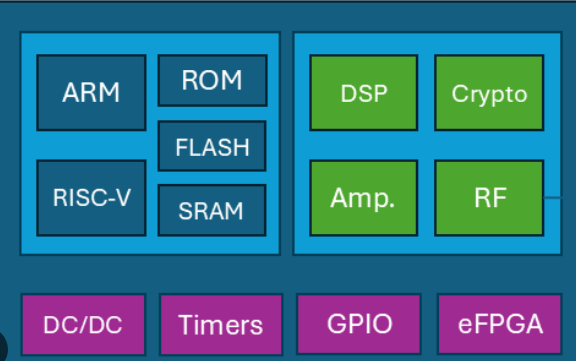 ARM
ROM
FLASH
RISC-V
SRAM
DSP
Crypto
Amp.
RF
DC/DC
Timers
GPIO
eFPGA